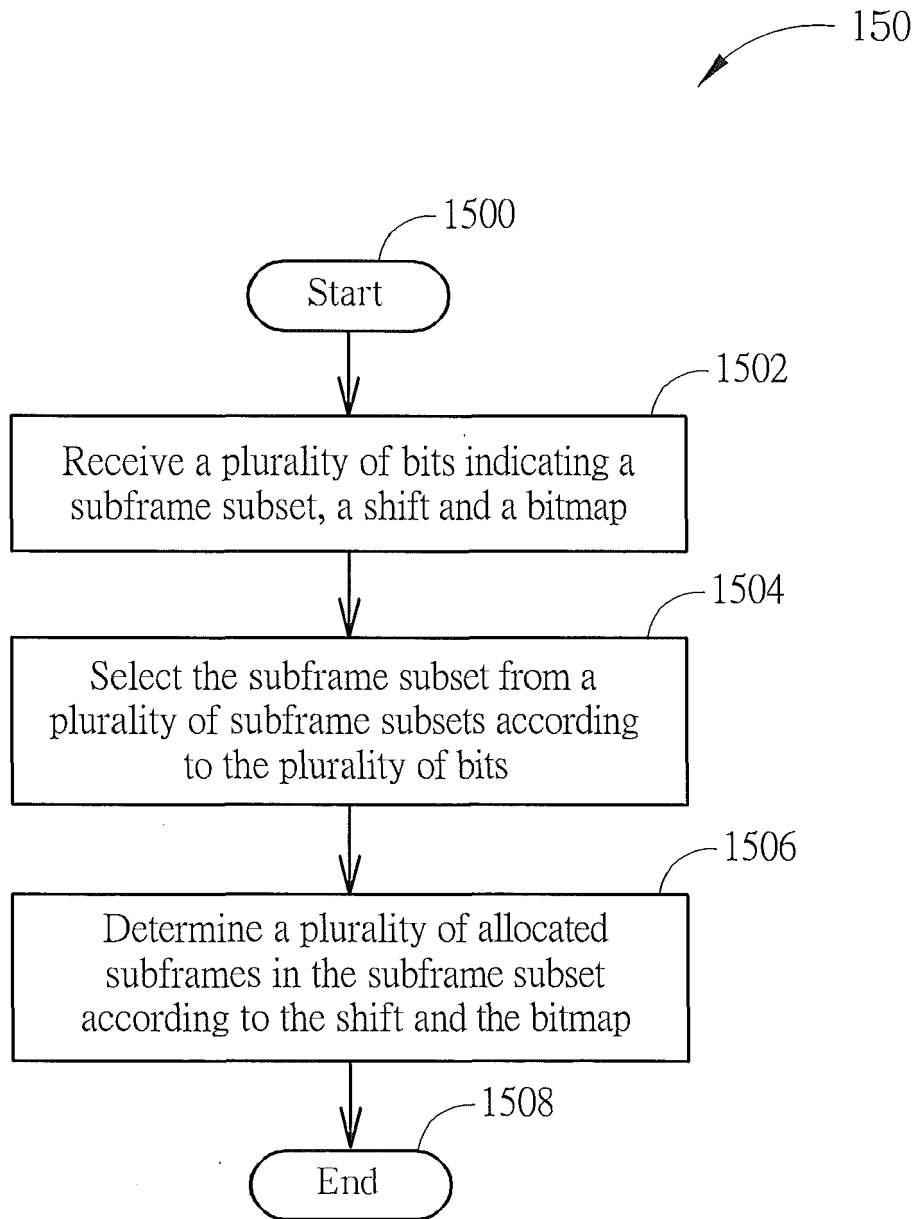 150
1500
Start
1502
Receive a plurality of bits indicating a
subframe subset, a shift and a bitmap
1504
Select the subframe subset from a
plurality of subframe subsets according
to the plurality of bits
1506
Determine a plurality of allocated
subframes in the subframe subset
according to the shift and the bitmap
1508
End